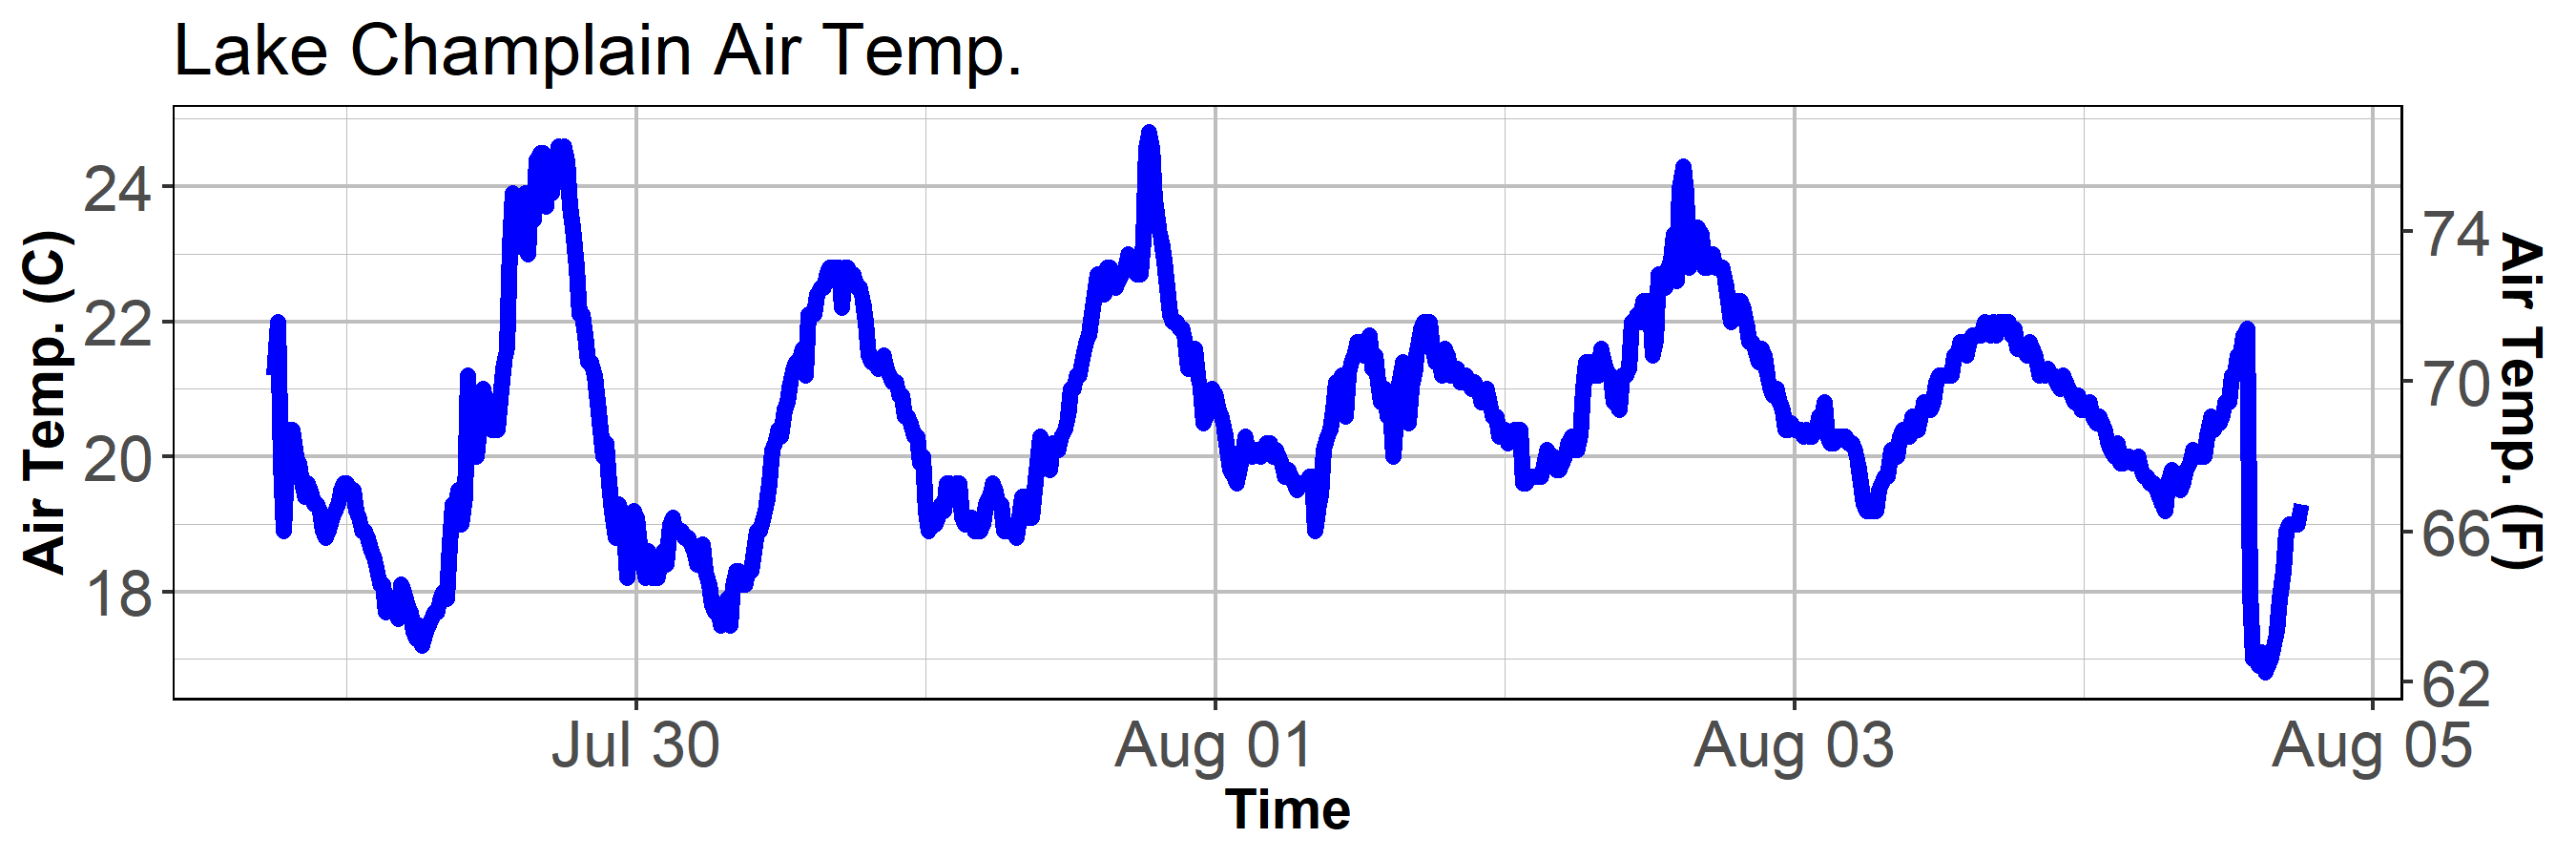 Lake Champlain Air Temp.
Air Temp. (C)
24
22
20
18
74
70
66
62
Air Temp. (F)
Jul 30
Aug 01
Aug 03
Aug 05
Time